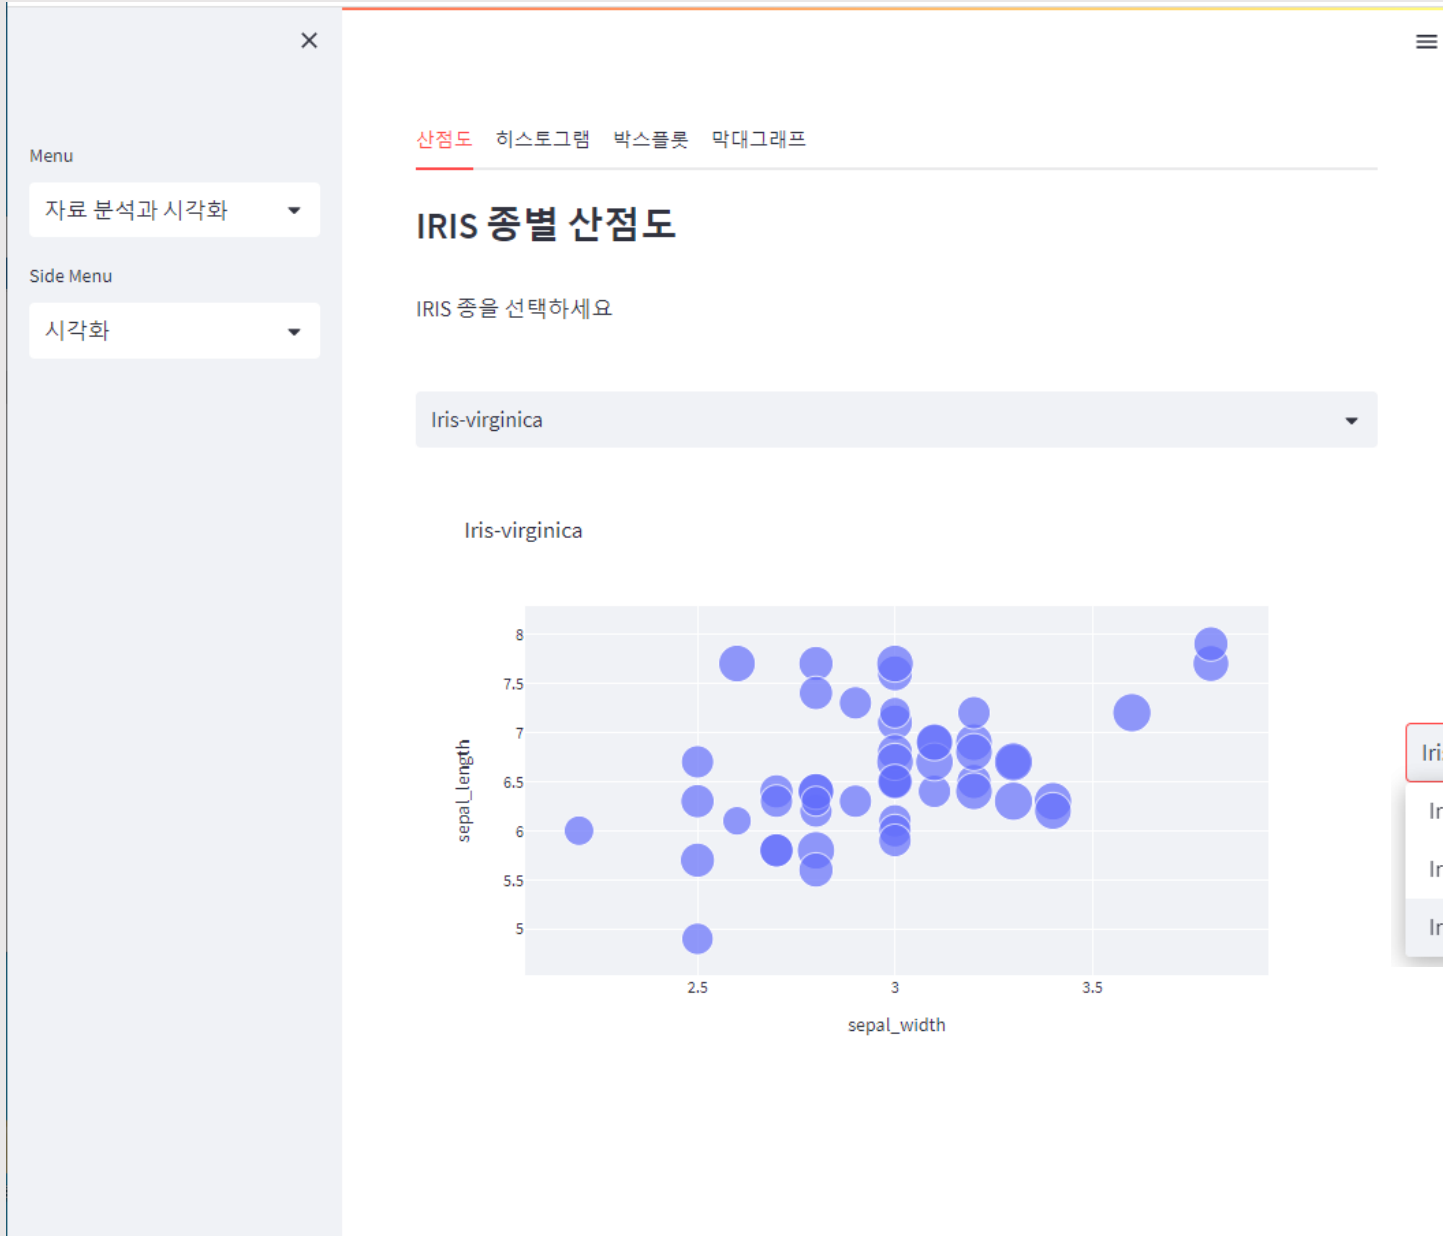 Menu
자료 분석과 시각화
Side Menu
시각화
산점도 히스토그램 박스플롯 막대그래프
IRIS 종별 산점도
IRIS 종을 선택하세요
Iris-virginica
Iris-virginica
8
7.5
7
6.5
6
5.5
5
sepal_length
2.5 3 3.5
sepal_width